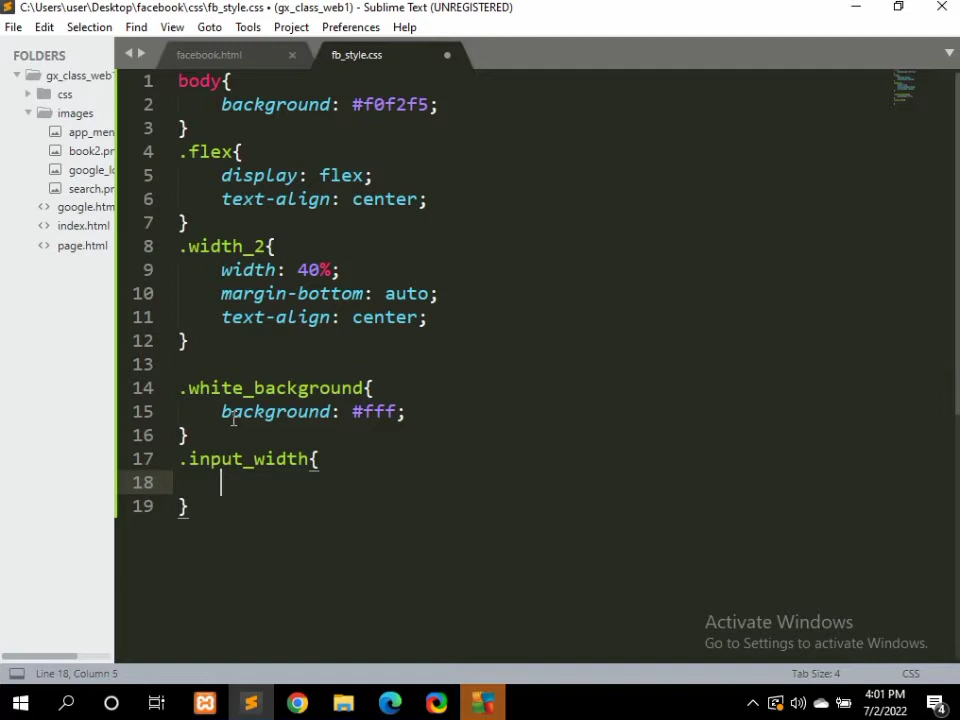 C:\Users\user\Desktop\facebook\css\fb_style.css • (gx_class_web1) - Sublime Text (UNREGISTERED)
File Edit Selection Find View Goto Tools Project Preferences Help
FOLDERS
gx_class_web1
css
images
app_men
book2.pr
google_lo
search.pr
google.htm
index.html
page.html
facebook.html
fb_style.css
1 body{
2 background: #f0f2f5;
3 }
4 .flex{
5 display: flex;
6 text-align: center;
7 }
8 .width_2{
9 width: 40%;
10 margin-bottom: auto;
11 text-align: center;
12 }
13
14 .white_background{
15 background: #fff;
16 }
17 .input_width{
18
19 }
Activate Windows
Go to Settings to activate Windows.
Line 18, Column 5
Tab Size: 4
CSS
4:01 PM
7/2/2022
4